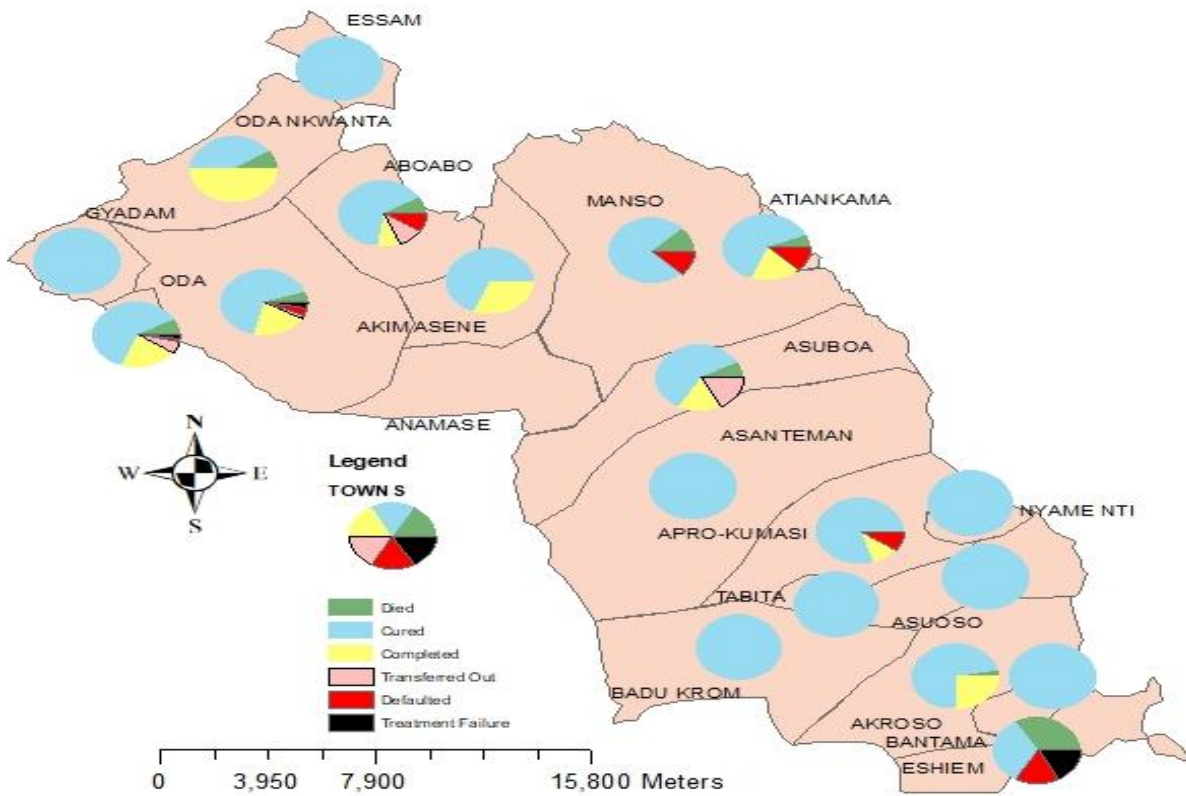 ESSAM
ODANKWANTA
ABOABO
GYADAM
MANSO
ATIANKAMA
ODA
AKIMASENE
ASUBOA
ANAMASE
ASANTEMAN
N
W E
S
Legend
TOWNS
NYAME NTI
APRO-KUMASI
TABITA
ASUOSO
Died
Cured
Completed
Transferred Out
Defaulted
Treatment Failure
BADU KROM
AKROSO
BANTAMA
ESHIEM
0 3,950 7,900 15,800 Meters